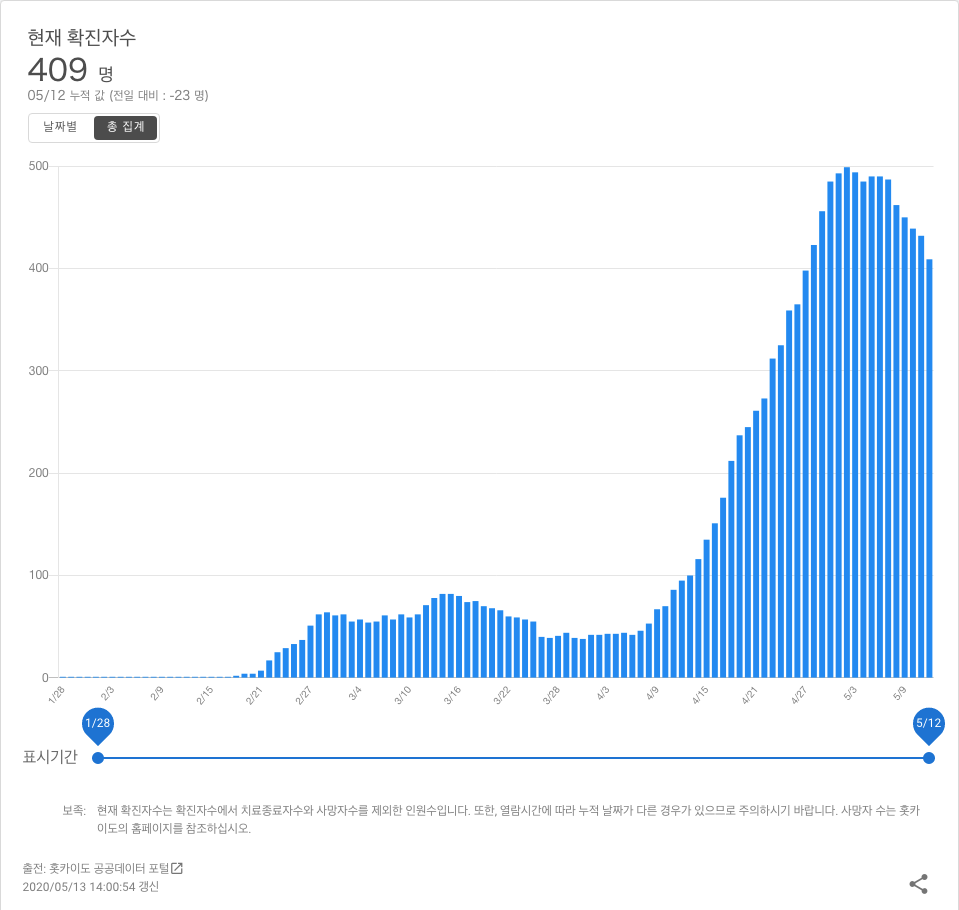 현재 확진자수
409 명
05/12 누적 값 (전일 대비 : -23 명)
날짜별 총 집계
500
400
300
200
100
0
1/28 2/3 2/9 2/15 2/21 2/27 3/4 3/10 3/16 3/22 3/28 4/3 4/9 4/15 4/21 4/27 5/3 5/9
1/28 5/12
표시기간
보족: 현재 확진자수는 확진자수에서 치료종료자수와 사망자수를 제외한 인원수입니다. 또한, 열람시간에 따라 누적 날짜가 다른 경우가 있으므로 주의하시기 바랍니다. 사망자 수는 홋카
이도의 홈페이지를 참조하십시오.
출전: 홋카이도 공공데이터 포털
2020/05/13 14:00:54 갱신